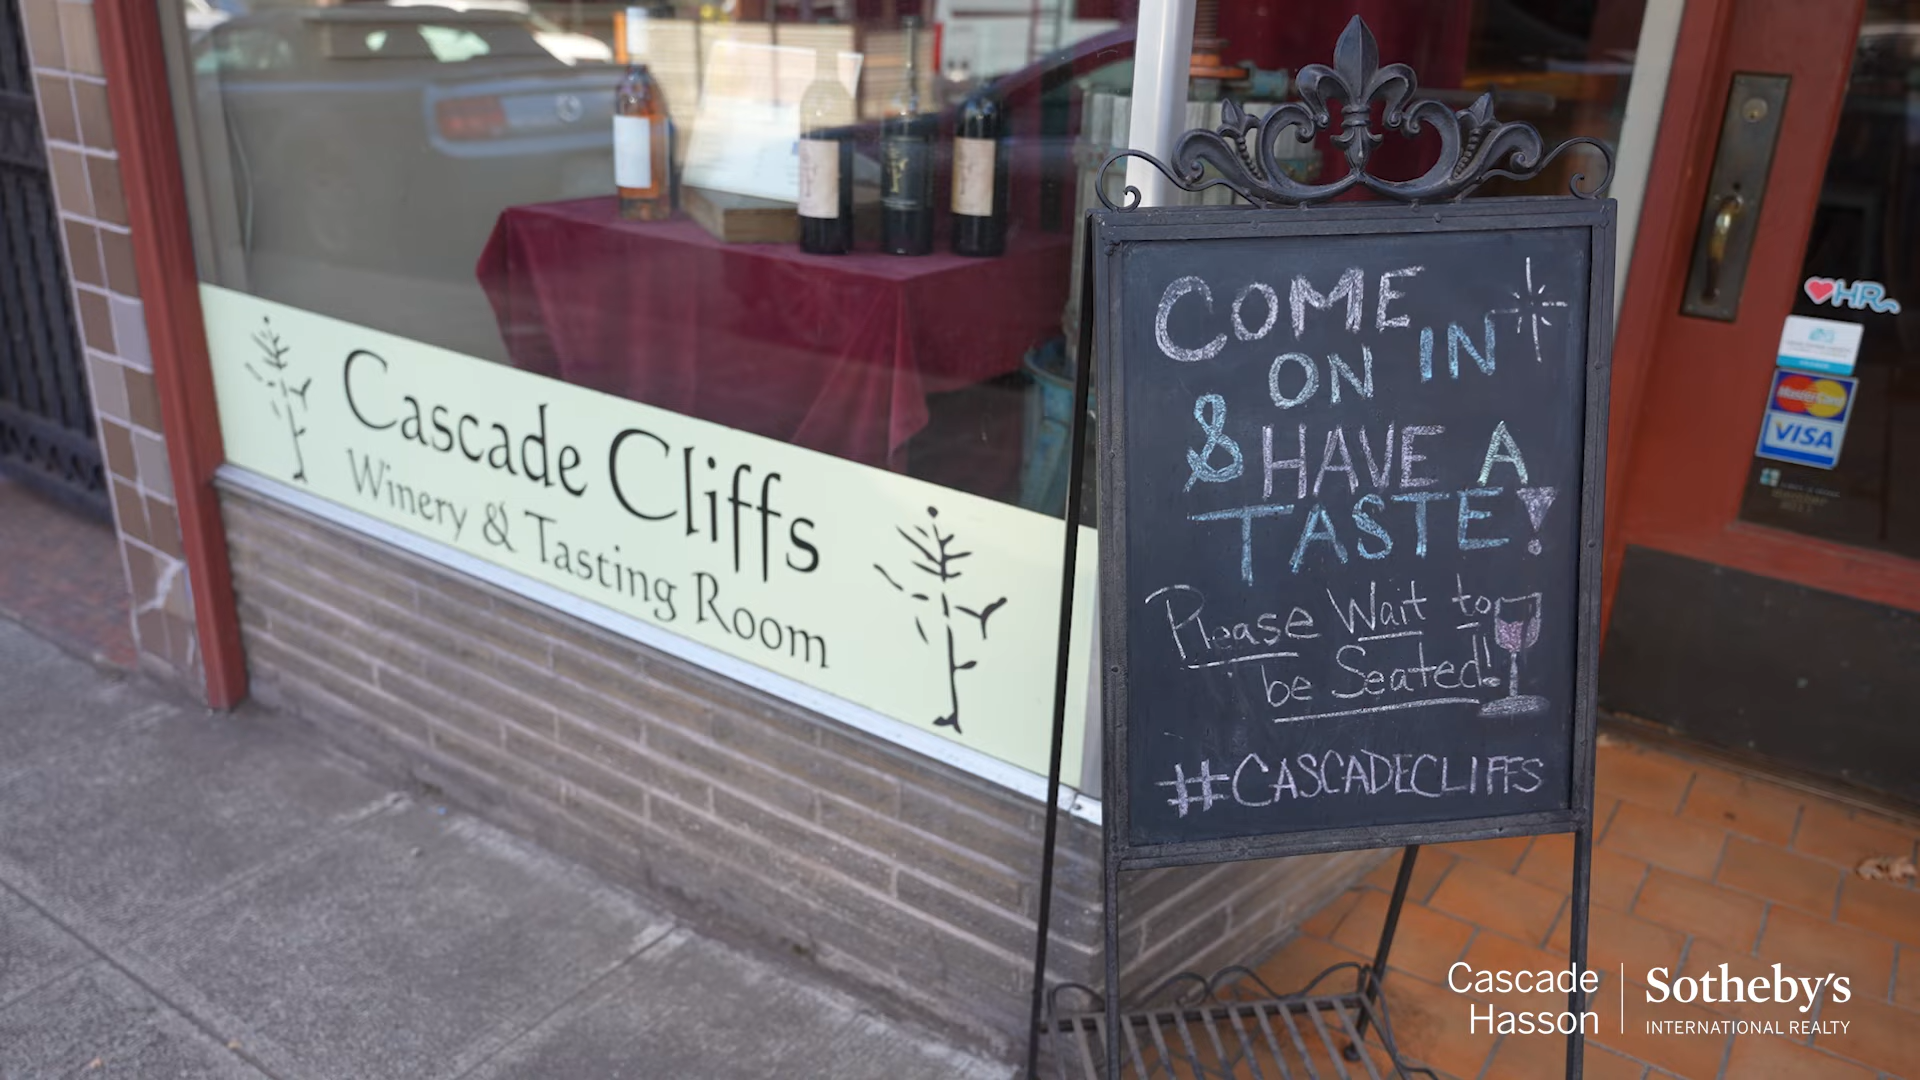 Cascade Cliffs
Winery & Tasting Room
COME
ON IN
& HAVE A
TASTE!
Please Wait to
be Seated!
#CASCADECLIFFS
HR
MasterCard
VISA
Cascade
Hasson
Sotheby's
INTERNATIONAL REALTY